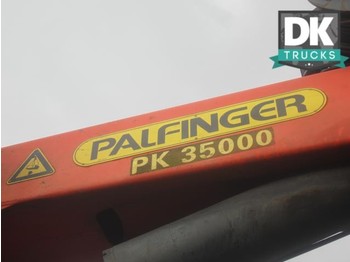 DK
TRUCKS
PALFINGER
PK 35000